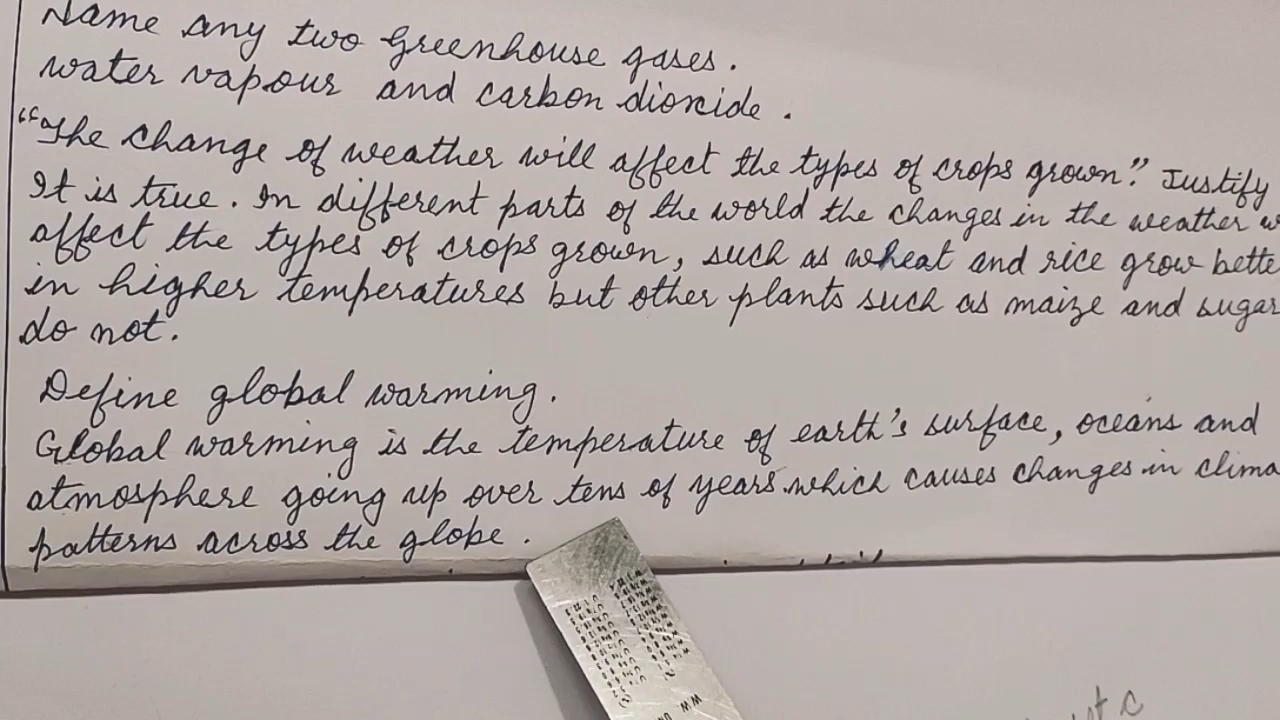 Name any two Greenhouse gases.
water vapour and carbon dioxide.
“The change of weather will affect the types of crops grown.” Justify
It is true. In different parts of the world the changes in the weather w
affect the types of crops grown, such as wheat and rice grow bette
in higher temperatures but other plants such as maize and sugar
do not.
Define global warming.
Global warming is the temperature of earth's surface, oceans and
atmosphere going up over tens of years which causes changes in clima
patterns across the globe.